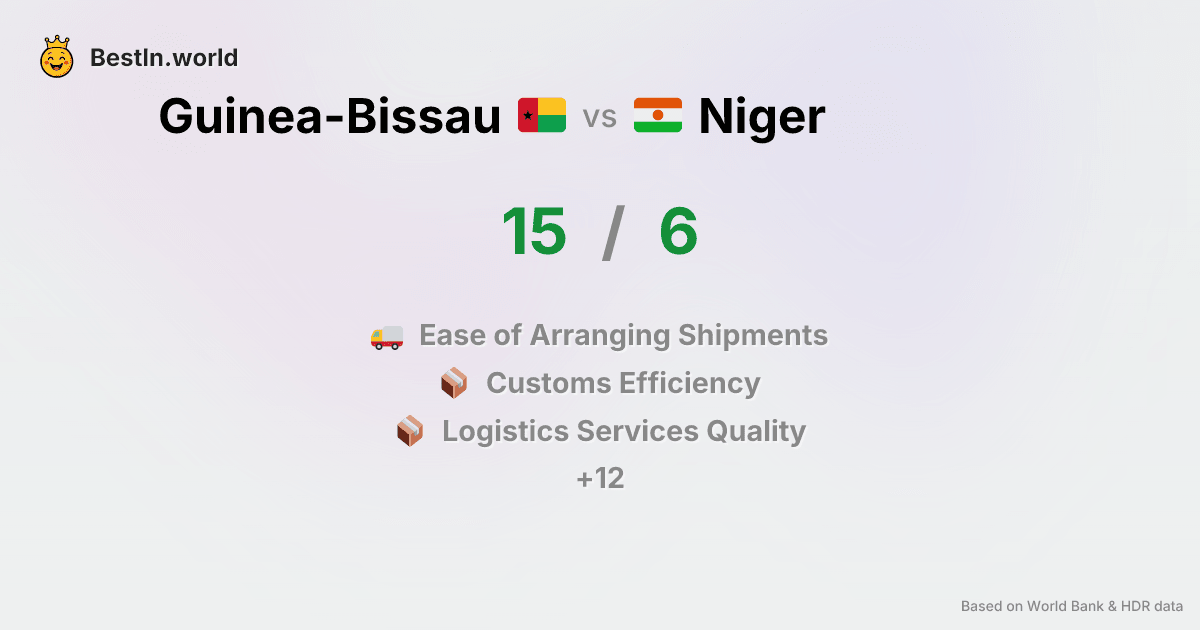 BestIn.world
Guinea-Bissau vs Niger
15 / 6
Ease of Arranging Shipments
Customs Efficiency
Logistics Services Quality
+12
Based on World Bank & HDR data